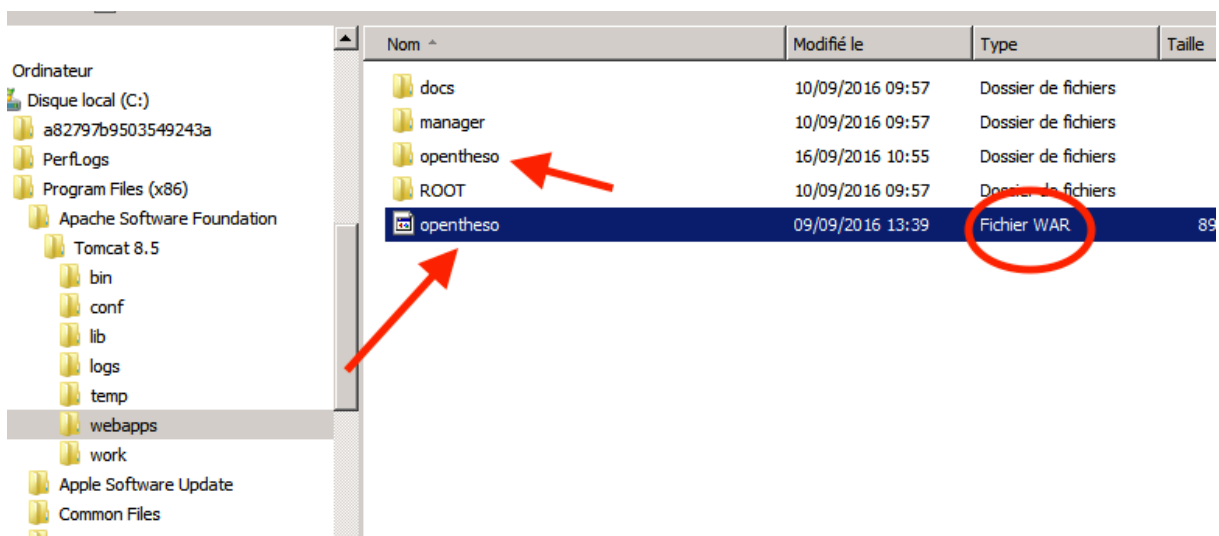 Nom Modifié le Type Taille
Ordinateur
Disque local (C:)
a82797b9503549243a
PerfLogs
Program Files (x86)
Apache Software Foundation
Tomcat 8.5
bin
conf
lib
logs
temp
webapps
work
Apple Software Update
Common Files
docs 10/09/2016 09:57 Dossier de fichiers
manager 10/09/2016 09:57 Dossier de fichiers
opentheso 16/09/2016 10:55 Dossier de fichiers
ROOT 10/09/2016 09:57 Dossier de fichiers
opentheso 09/09/2016 13:39 Fichier WAR 89